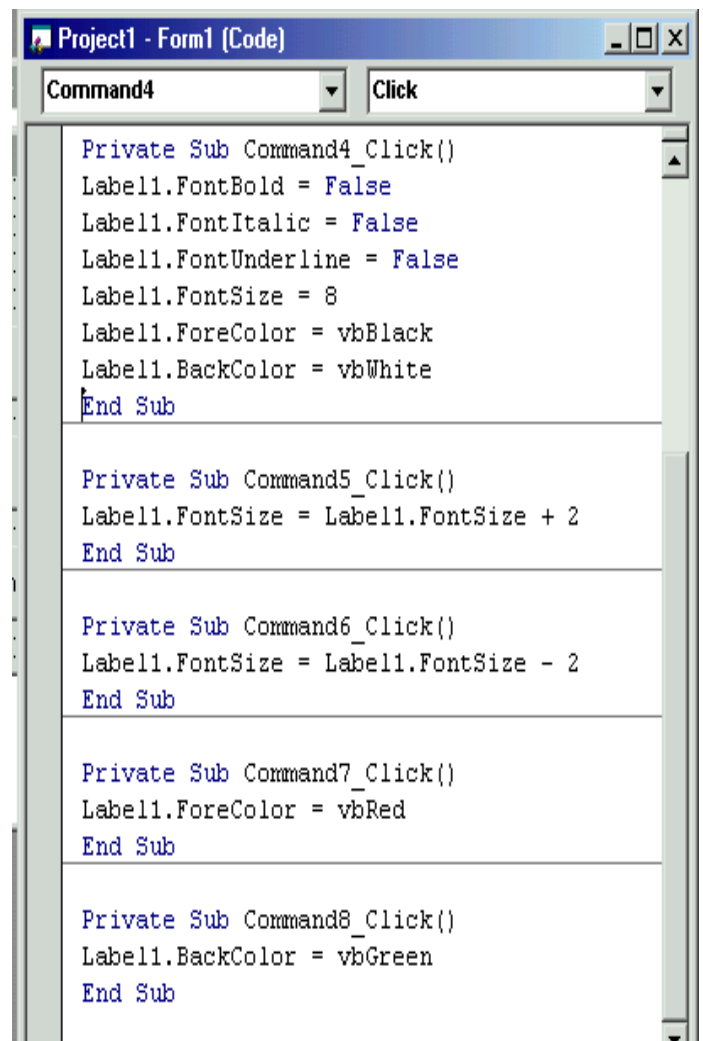 Project1 - Form1 (Code)
Command4 Click
Private Sub Command4_Click()
Label1.FontBold = False
Label1.FontItalic = False
Label1.FontUnderline = False
Label1.FontSize = 8
Label1.ForeColor = vbBlack
Label1.BackColor = vbWhite
End Sub
Private Sub Command5_Click()
Label1.FontSize = Label1.FontSize + 2
End Sub
Private Sub Command6_Click()
Label1.FontSize = Label1.FontSize - 2
End Sub
Private Sub Command7_Click()
Label1.ForeColor = vbRed
End Sub
Private Sub Command8_Click()
Label1.BackColor = vbGreen
End Sub